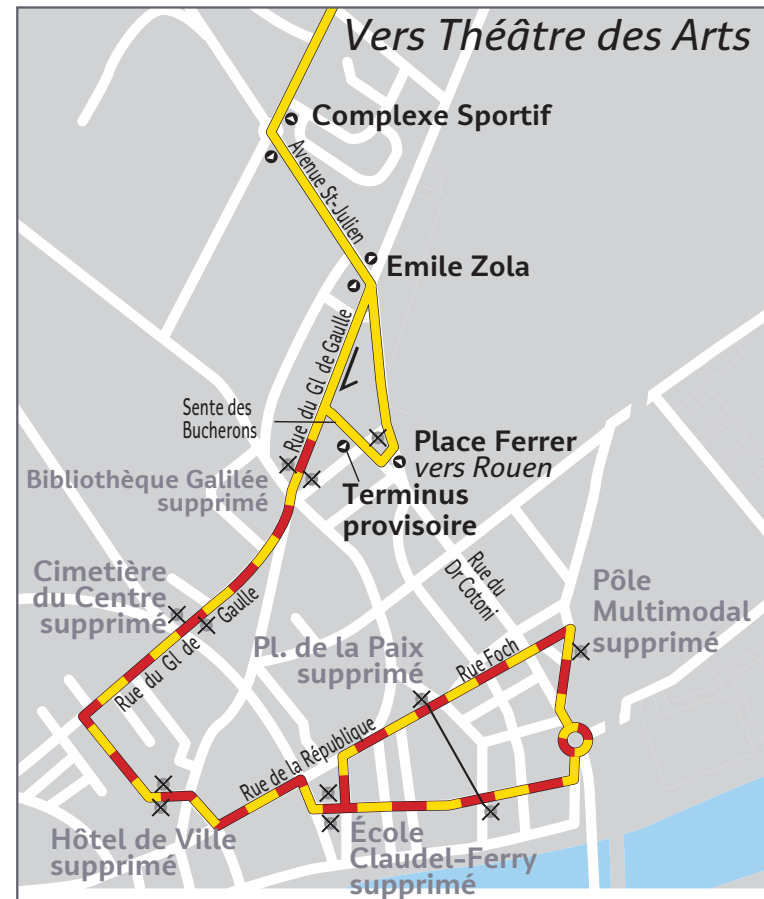 Vers Théâtre des Arts
Complexe Sportif
Avenue St-Julien
Emile Zola
Rue du Gl de Gaulle
Sente des
Bucherons
Place Ferrer
vers Rouen
Bibliothèque Galilée
supprimé
Terminus
provisoire
Rue du
Dr Cotoni
Cimetière
du Centre
supprimé
Pôle
Multimodal
supprimé
Rue du Gl de Gaulle
Pl. de la Paix
supprimé
Rue Foch
Rue de la République
Hôtel de Ville
supprimé
École
Claudel-Ferry
supprimé